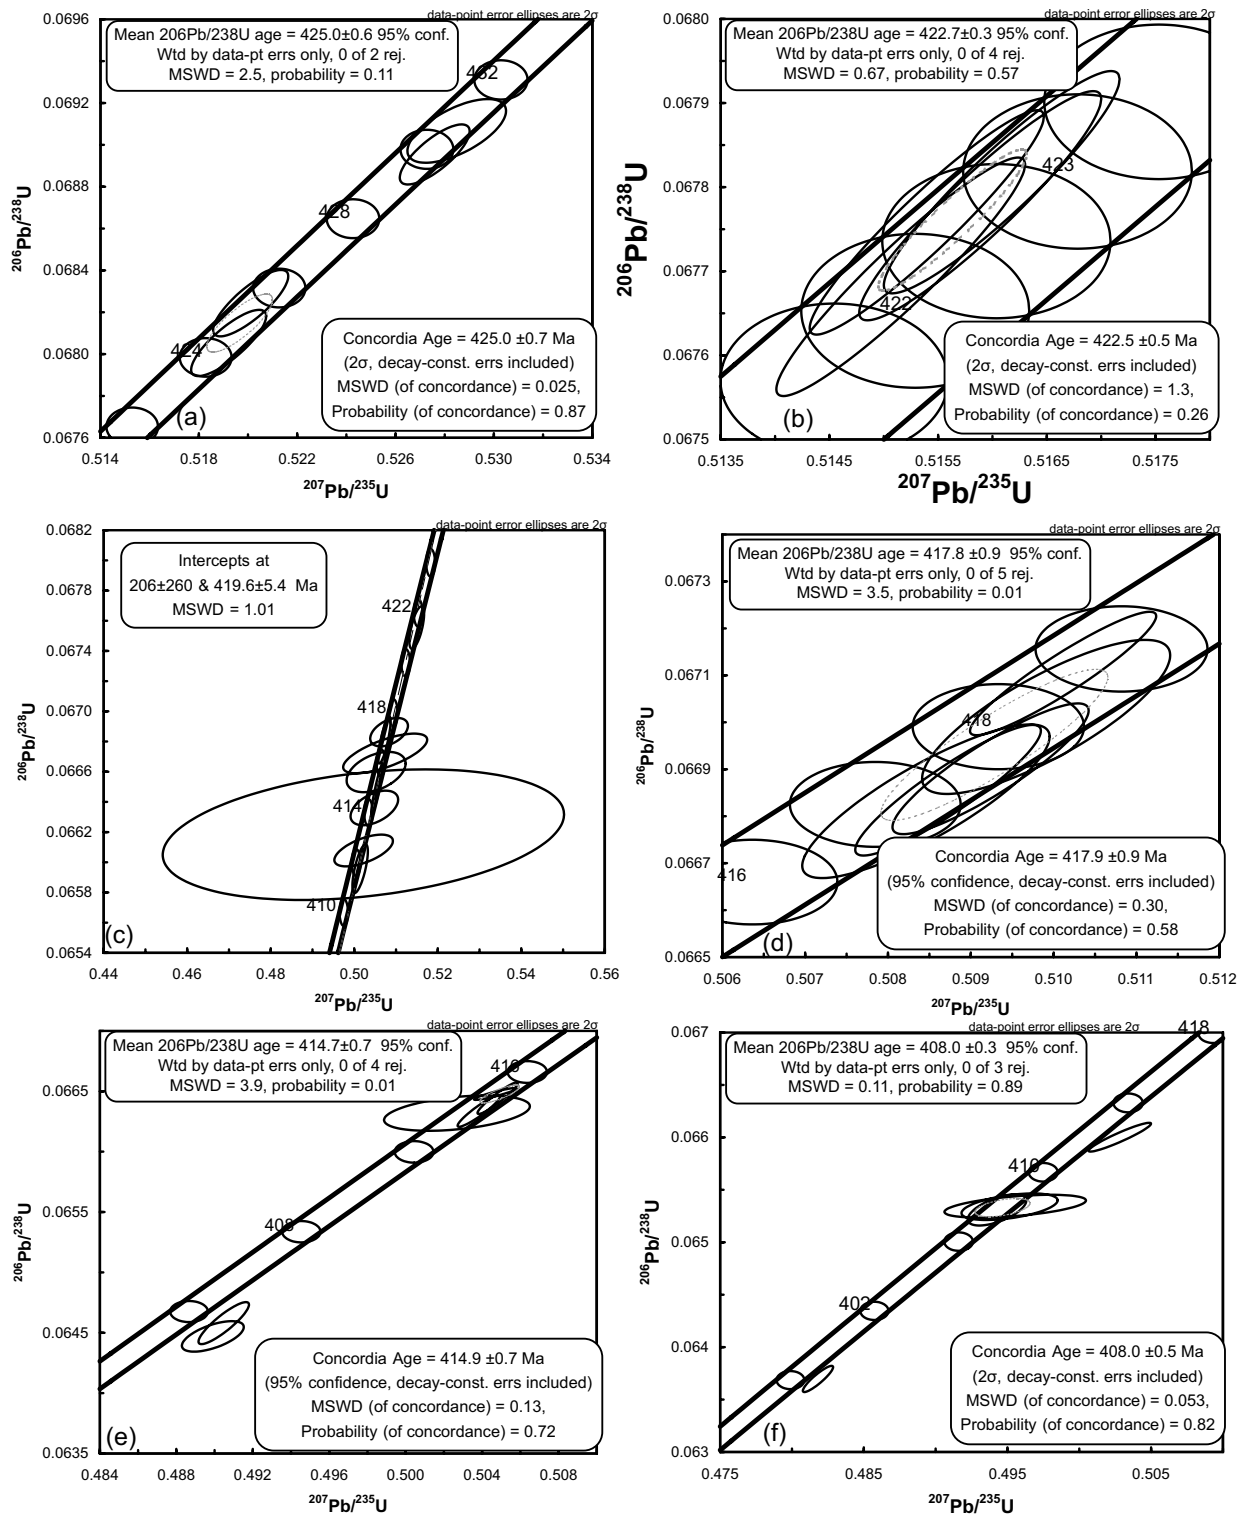 data-point error ellipses are 2σ
Mean 206Pb/238U age = 425.0±0.6 95% conf.
Wtd by data-pt errs only, 0 of 2 rej.
MSWD = 2.5, probability = 0.11
0.0696
0.0692
0.0688
0.0684
0.0680
0.0676
206Pb/238U
432
428
424
Concordia Age = 425.0 ±0.7 Ma
(2σ, decay-const. errs included)
MSWD (of concordance) = 0.025,
Probability (of concordance) = 0.87
(a)
0.514
0.518
0.522
0.526
0.530
0.534
207Pb/235U
data-point error ellipses are 2σ
Mean 206Pb/238U age = 422.7±0.3 95% conf.
Wtd by data-pt errs only, 0 of 4 rej.
MSWD = 0.67, probability = 0.57
0.0680
0.0679
0.0678
0.0677
0.0676
0.0675
206Pb/238U
423
422
Concordia Age = 422.5 ±0.5 Ma
(2σ, decay-const. errs included)
MSWD (of concordance) = 1.3,
Probability (of concordance) = 0.26
(b)
0.5135
0.5145
0.5155
0.5165
0.5175
207Pb/235U
data-point error ellipses are 2σ
Intercepts at
206±260 & 419.6±5.4 Ma
MSWD = 1.01
0.0682
0.0678
0.0674
0.0670
0.0666
0.0662
0.0658
0.0654
206Pb/238U
422
418
414
410
(c)
0.44
0.46
0.48
0.50
0.52
0.54
0.56
207Pb/235U
data-point error ellipses are 2σ
Mean 206Pb/238U age = 417.8 ±0.9 95% conf.
Wtd by data-pt errs only, 0 of 5 rej.
MSWD = 3.5, probability = 0.01
0.0673
0.0671
0.0669
0.0667
0.0665
206Pb/238U
418
416
Concordia Age = 417.9 ±0.9 Ma
(95% confidence, decay-const. errs included)
MSWD (of concordance) = 0.30,
Probability (of concordance) = 0.58
(d)
0.506
0.507
0.508
0.509
0.510
0.511
0.512
207Pb/235U
data-point error ellipses are 2σ
Mean 206Pb/238U age = 414.7±0.7 95% conf.
Wtd by data-pt errs only, 0 of 4 rej.
MSWD = 3.9, probability = 0.01
0.0665
0.0655
0.0645
0.0635
206Pb/238U
408
Concordia Age = 414.9 ±0.7 Ma
(95% confidence, decay-const. errs included)
MSWD (of concordance) = 0.13,
Probability (of concordance) = 0.72
(e)
0.484
0.488
0.492
0.496
0.500
0.504
0.508
207Pb/235U
data-point error ellipses are 2σ
Mean 206Pb/238U age = 408.0 ±0.3 95% conf.
Wtd by data-pt errs only, 0 of 3 rej.
MSWD = 0.11, probability = 0.89
0.067
0.066
0.065
0.064
0.063
206Pb/238U
418
410
402
Concordia Age = 408.0 ±0.5 Ma
(2σ, decay-const. errs included)
MSWD (of concordance) = 0.053,
Probability (of concordance) = 0.82
(f)
0.475
0.485
0.495
0.505
207Pb/235U